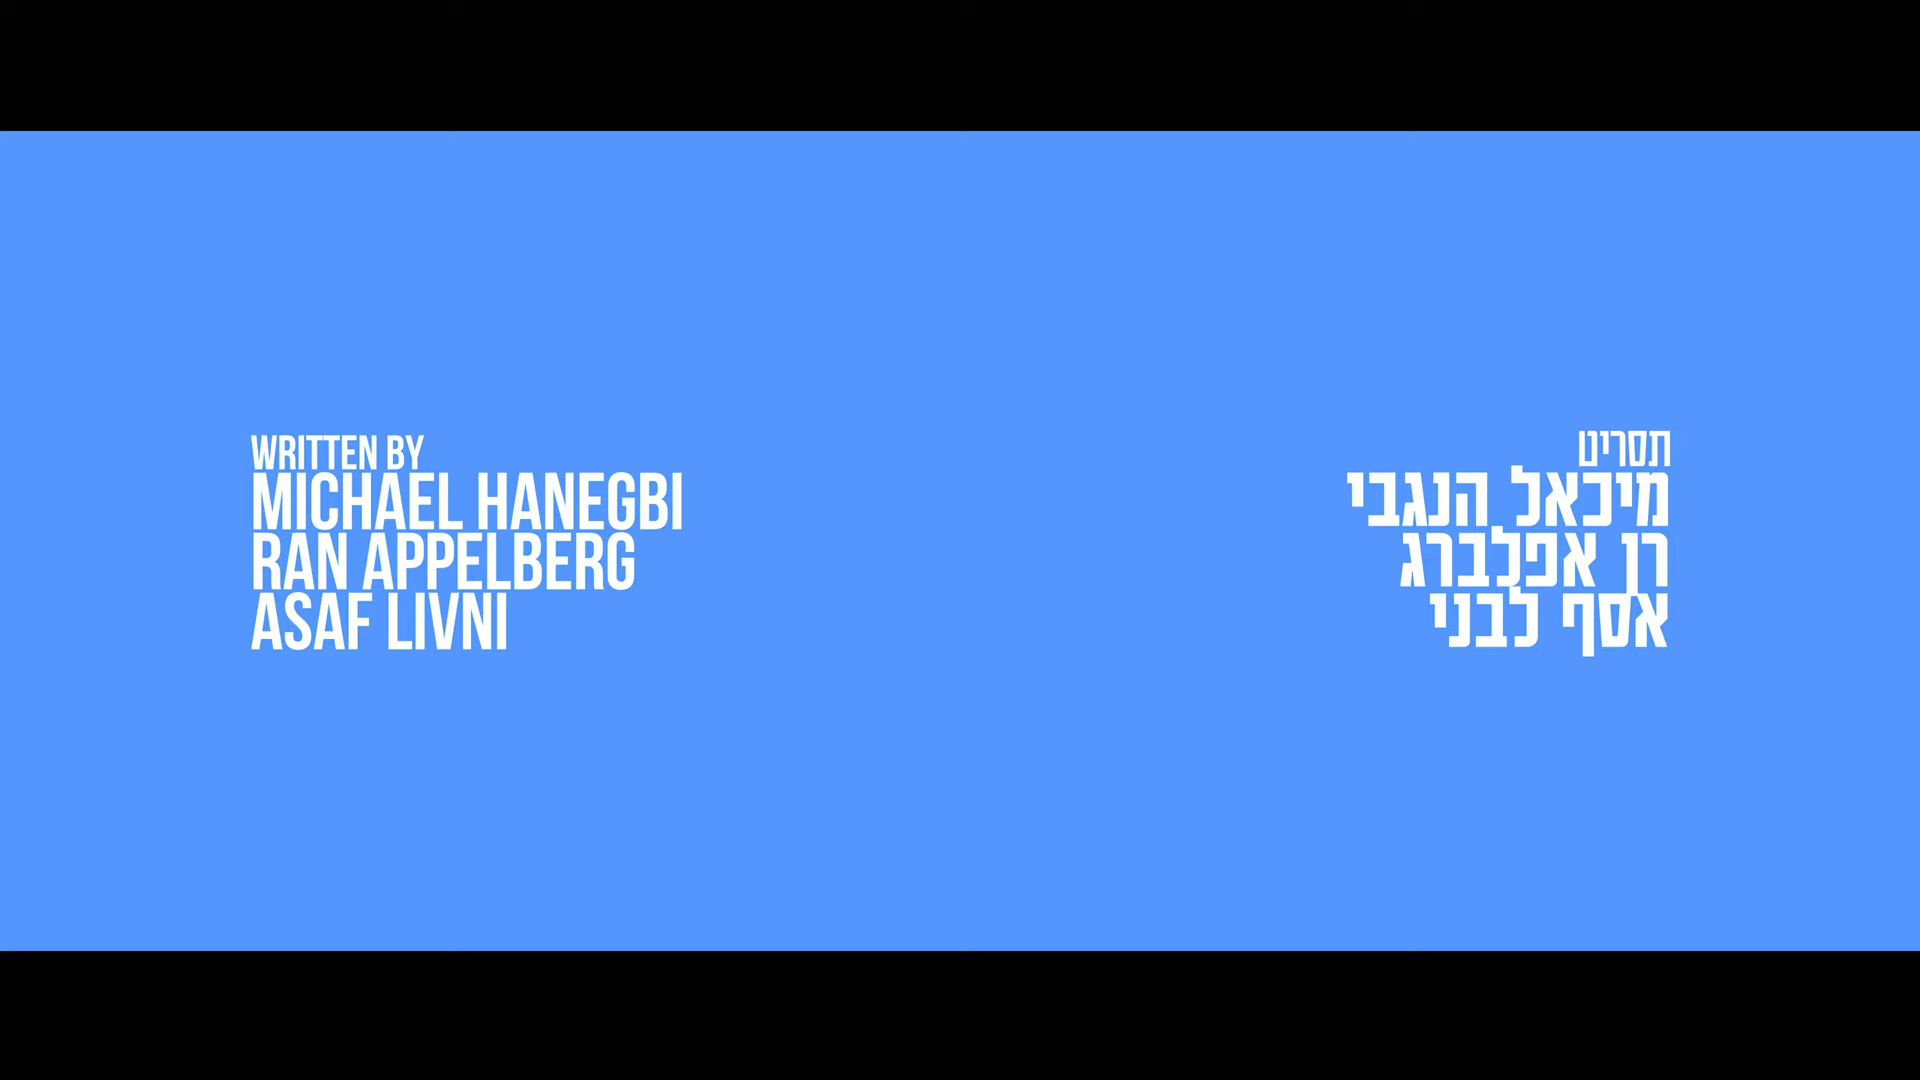 WRITTEN BY
MICHAEL HANEGBI
RAN APPELBERG
ASAF LIVNI
תסריט
מיכאל הנגבי
רן אפלברג
אסף לבני